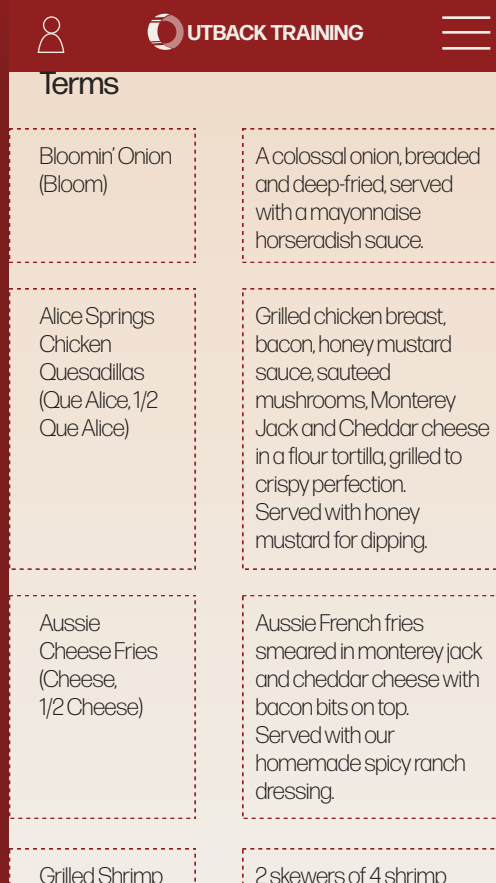 OUTBACK TRAINING
Terms
Bloomin' Onion
(Bloom)
A colossal onion, breaded
and deep-fried, served
with a mayonnaise
horseradish sauce.
Alice Springs
Chicken
Quesadillas
(Que Alice, 1/2
Que Alice)
Grilled chicken breast,
bacon, honey mustard
sauce, sauteed
mushrooms, Monterey
Jack and Cheddar cheese
in a flour tortilla, grilled to
crispy perfection.
Served with honey
mustard for dipping.
Aussie
Cheese Fries
(Cheese,
1/2 Cheese)
Aussie French fries
smeared in monterey jack
and cheddar cheese with
bacon bits on top.
Served with our
homemade spicy ranch
dressing.
Grilled Shrimp
2 skewers of 4 shrimp